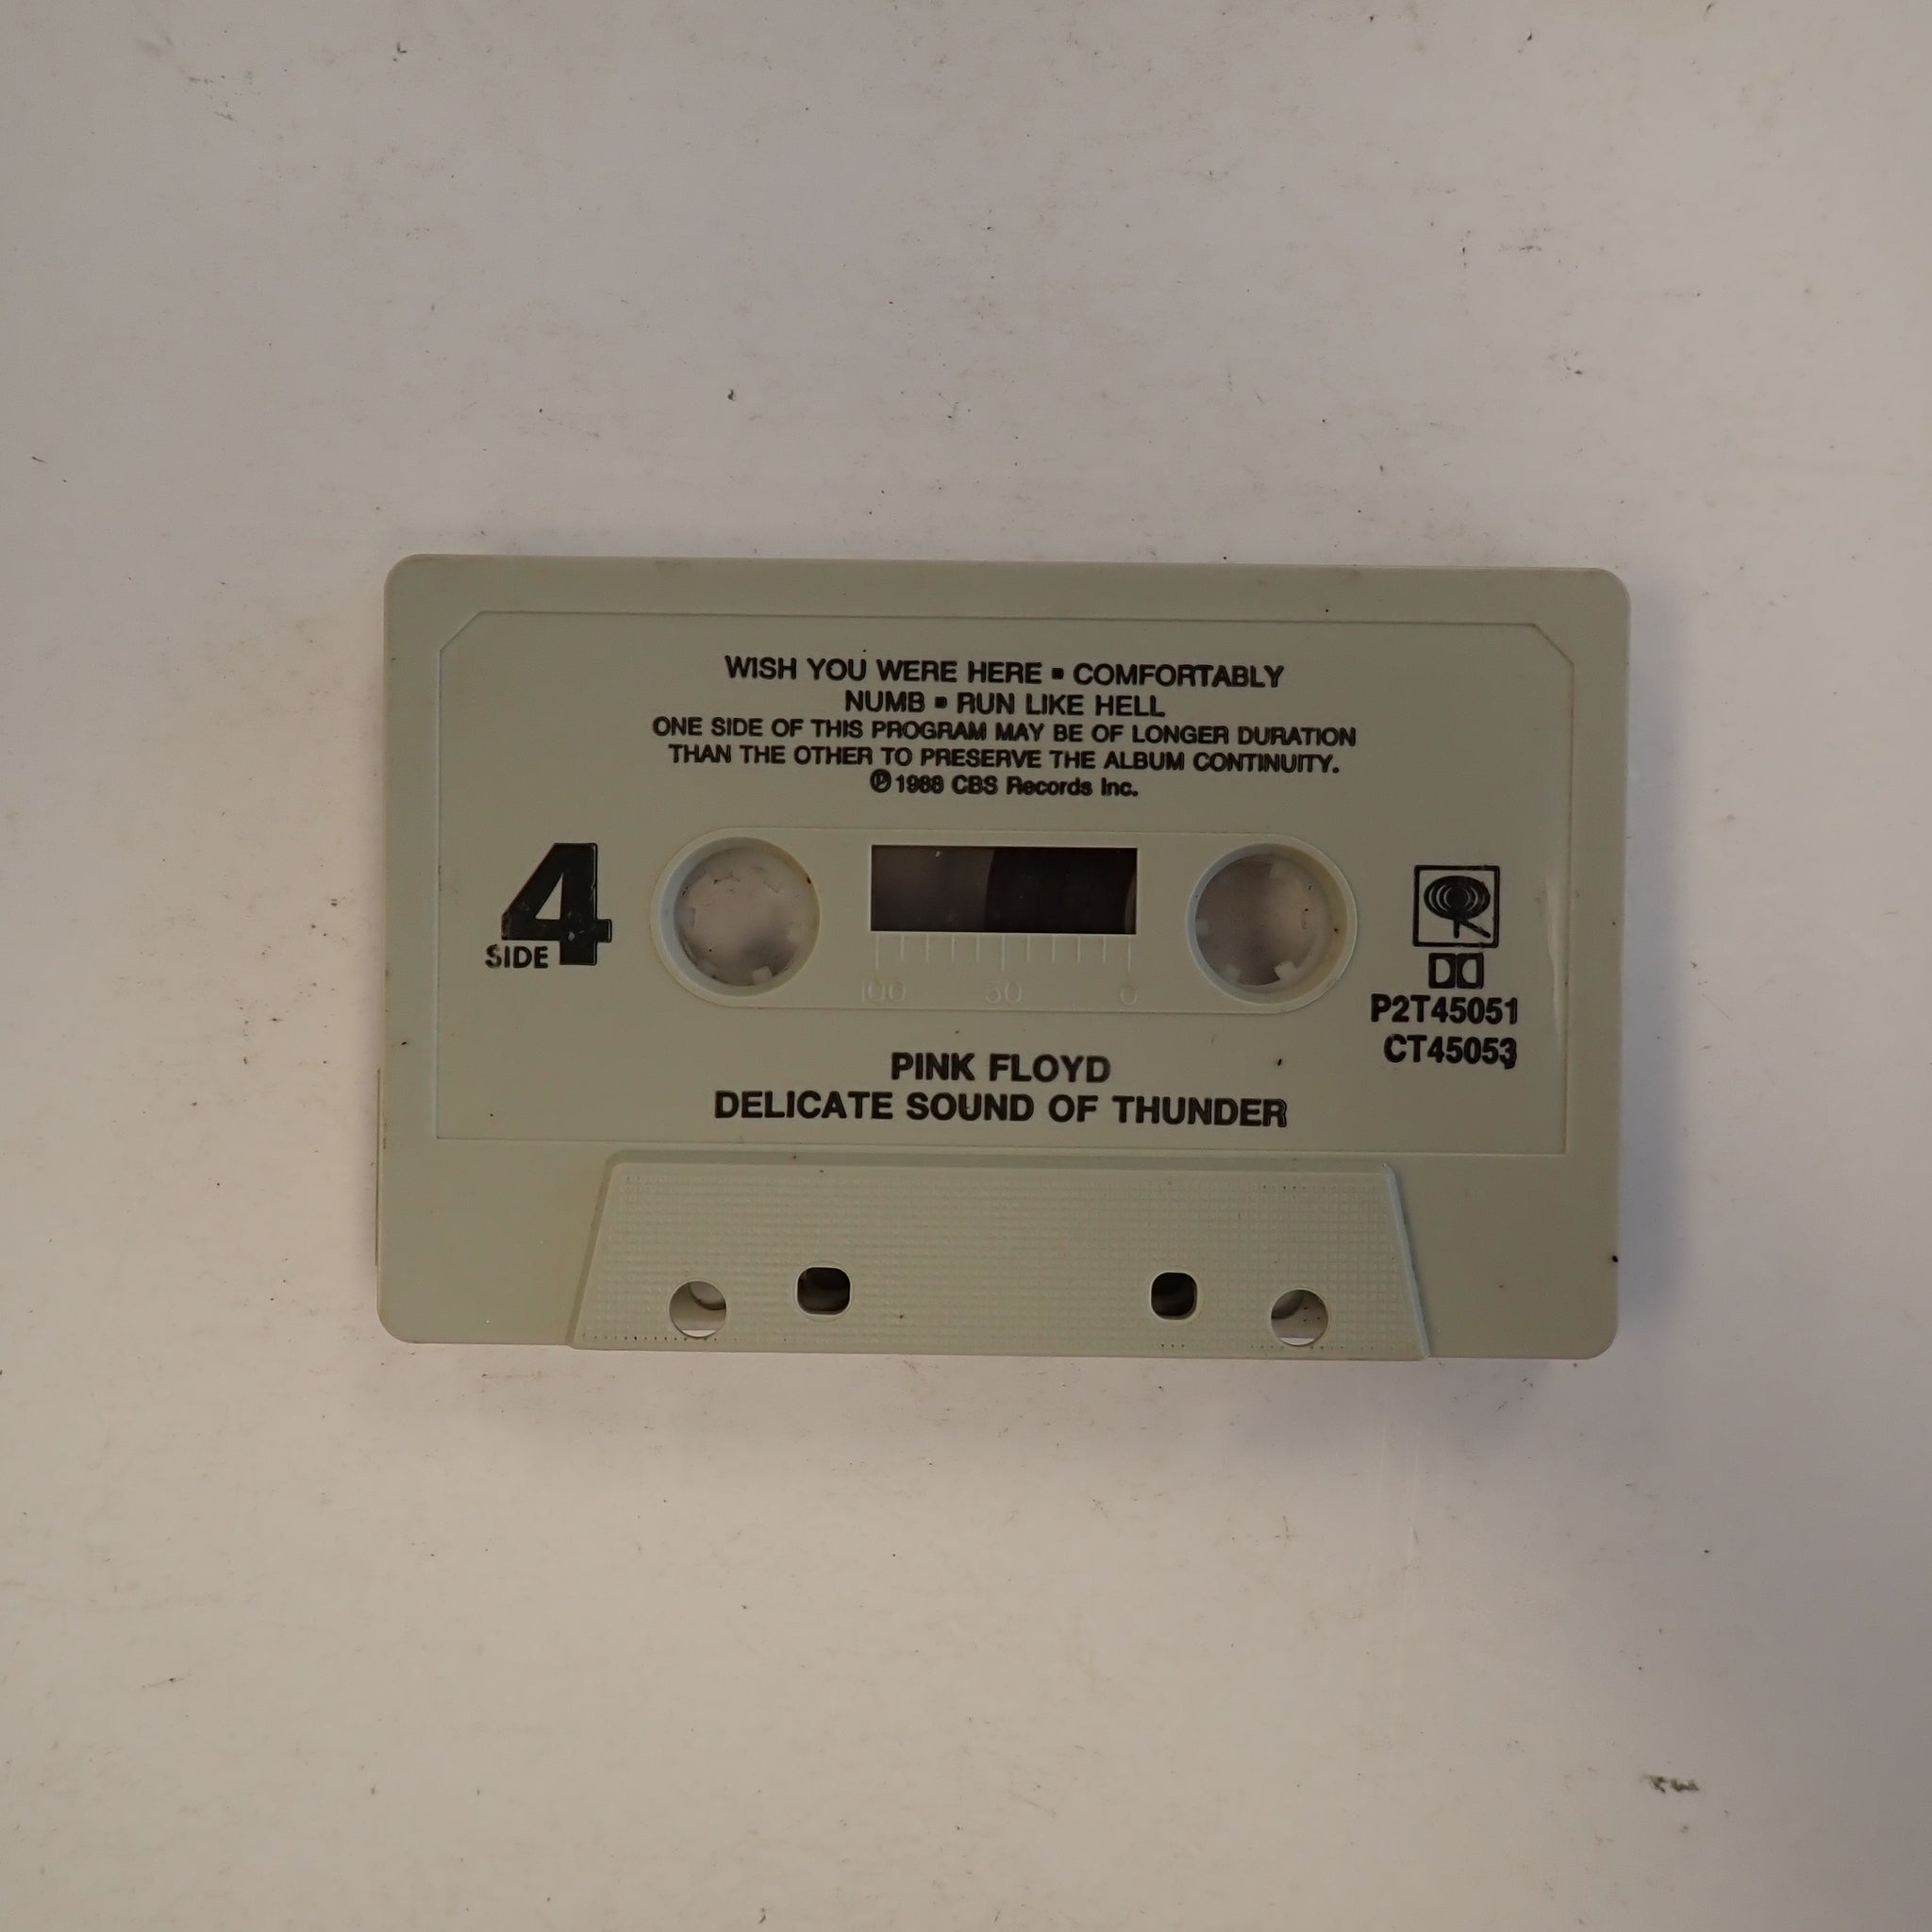 WISH YOU WERE HERE ▪ COMFORTABLY
NUMB ▪ RUN LIKE HELL
ONE SIDE OF THIS PROGRAM MAY BE OF LONGER DURATION
THAN THE OTHER TO PRESERVE THE ALBUM CONTINUITY.
℗ 1988 CBS Records Inc.
4
SIDE
100 50 0
P2T45051
CT45053
PINK FLOYD
DELICATE SOUND OF THUNDER